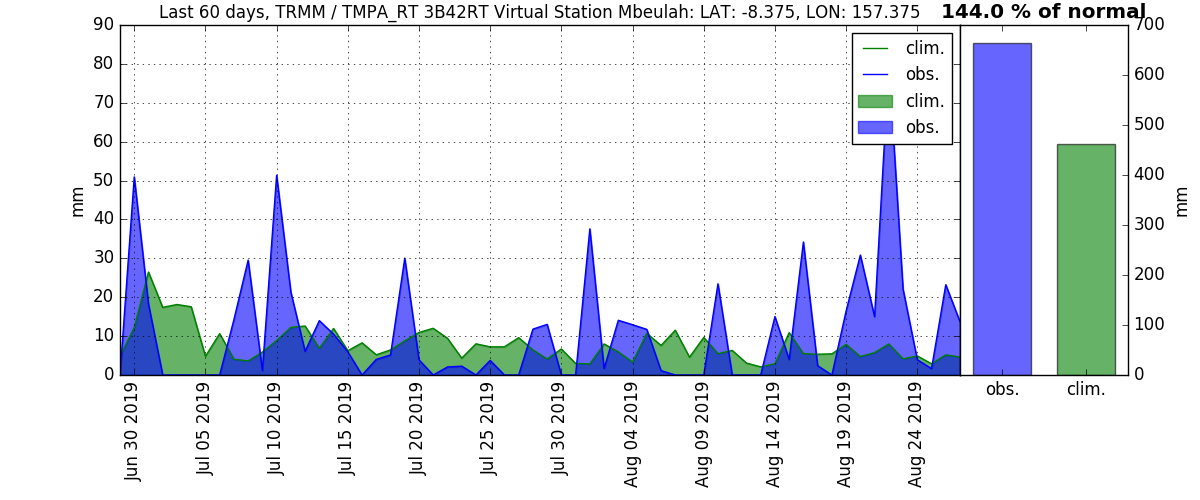 Last 60 days, TRMM / TMPA_RT 3B42RT Virtual Station Mbeulah: LAT: -8.375, LON: 157.375
144.0 % of normal
clim.
obs.
clim.
obs.
mm
90
80
70
60
50
40
30
20
10
0
Jun 30 2019
Jul 05 2019
Jul 10 2019
Jul 15 2019
Jul 20 2019
Jul 25 2019
Jul 30 2019
Aug 04 2019
Aug 09 2019
Aug 14 2019
Aug 19 2019
Aug 24 2019
700
600
500
400
300
200
100
0
mm
obs.
clim.